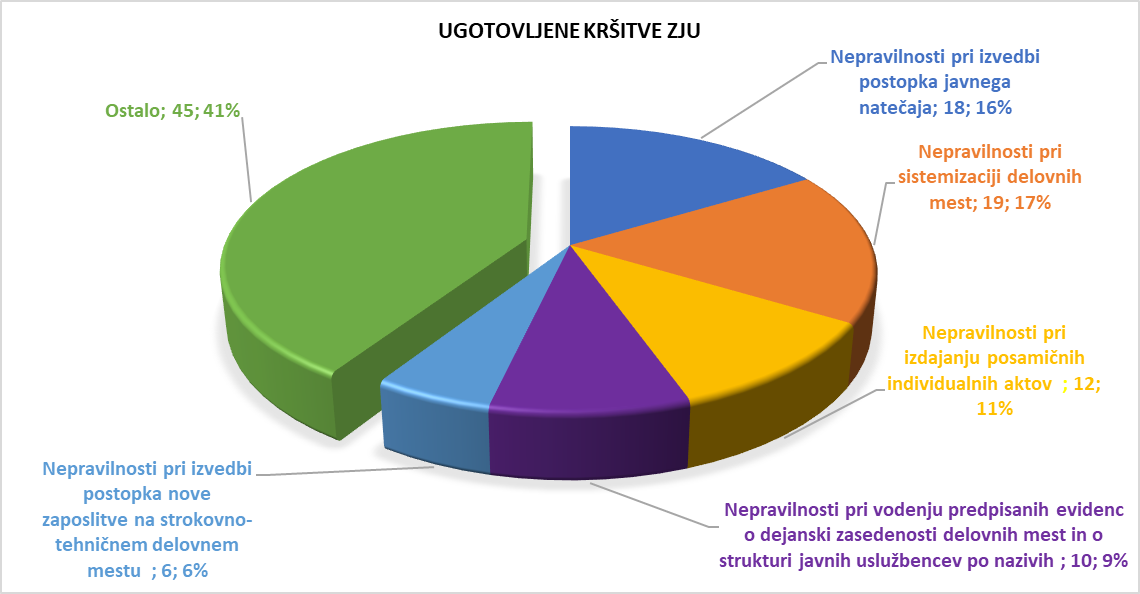 UGOTOVLJENE KRŠITVE ZJU
Nepravilnosti pri izvedbi
postopka javnega
natečaja; 18; 16%
Nepravilnosti pri
sistemizaciji delovnih
mest; 19; 17%
Nepravilnosti pri
izdajanju posamičnih
individualnih aktov ; 12;
11%
Nepravilnosti pri vodenju predpisanih evidenc
o dejanski zasedenosti delovnih mest in o
strukturi javnih uslužbencev po nazivih ; 10; 9%
Nepravilnosti pri izvedbi
postopka nove
zaposlitve na strokovno-
tehničnem delovnem
mestu ; 6; 6%
Ostalo; 45; 41%